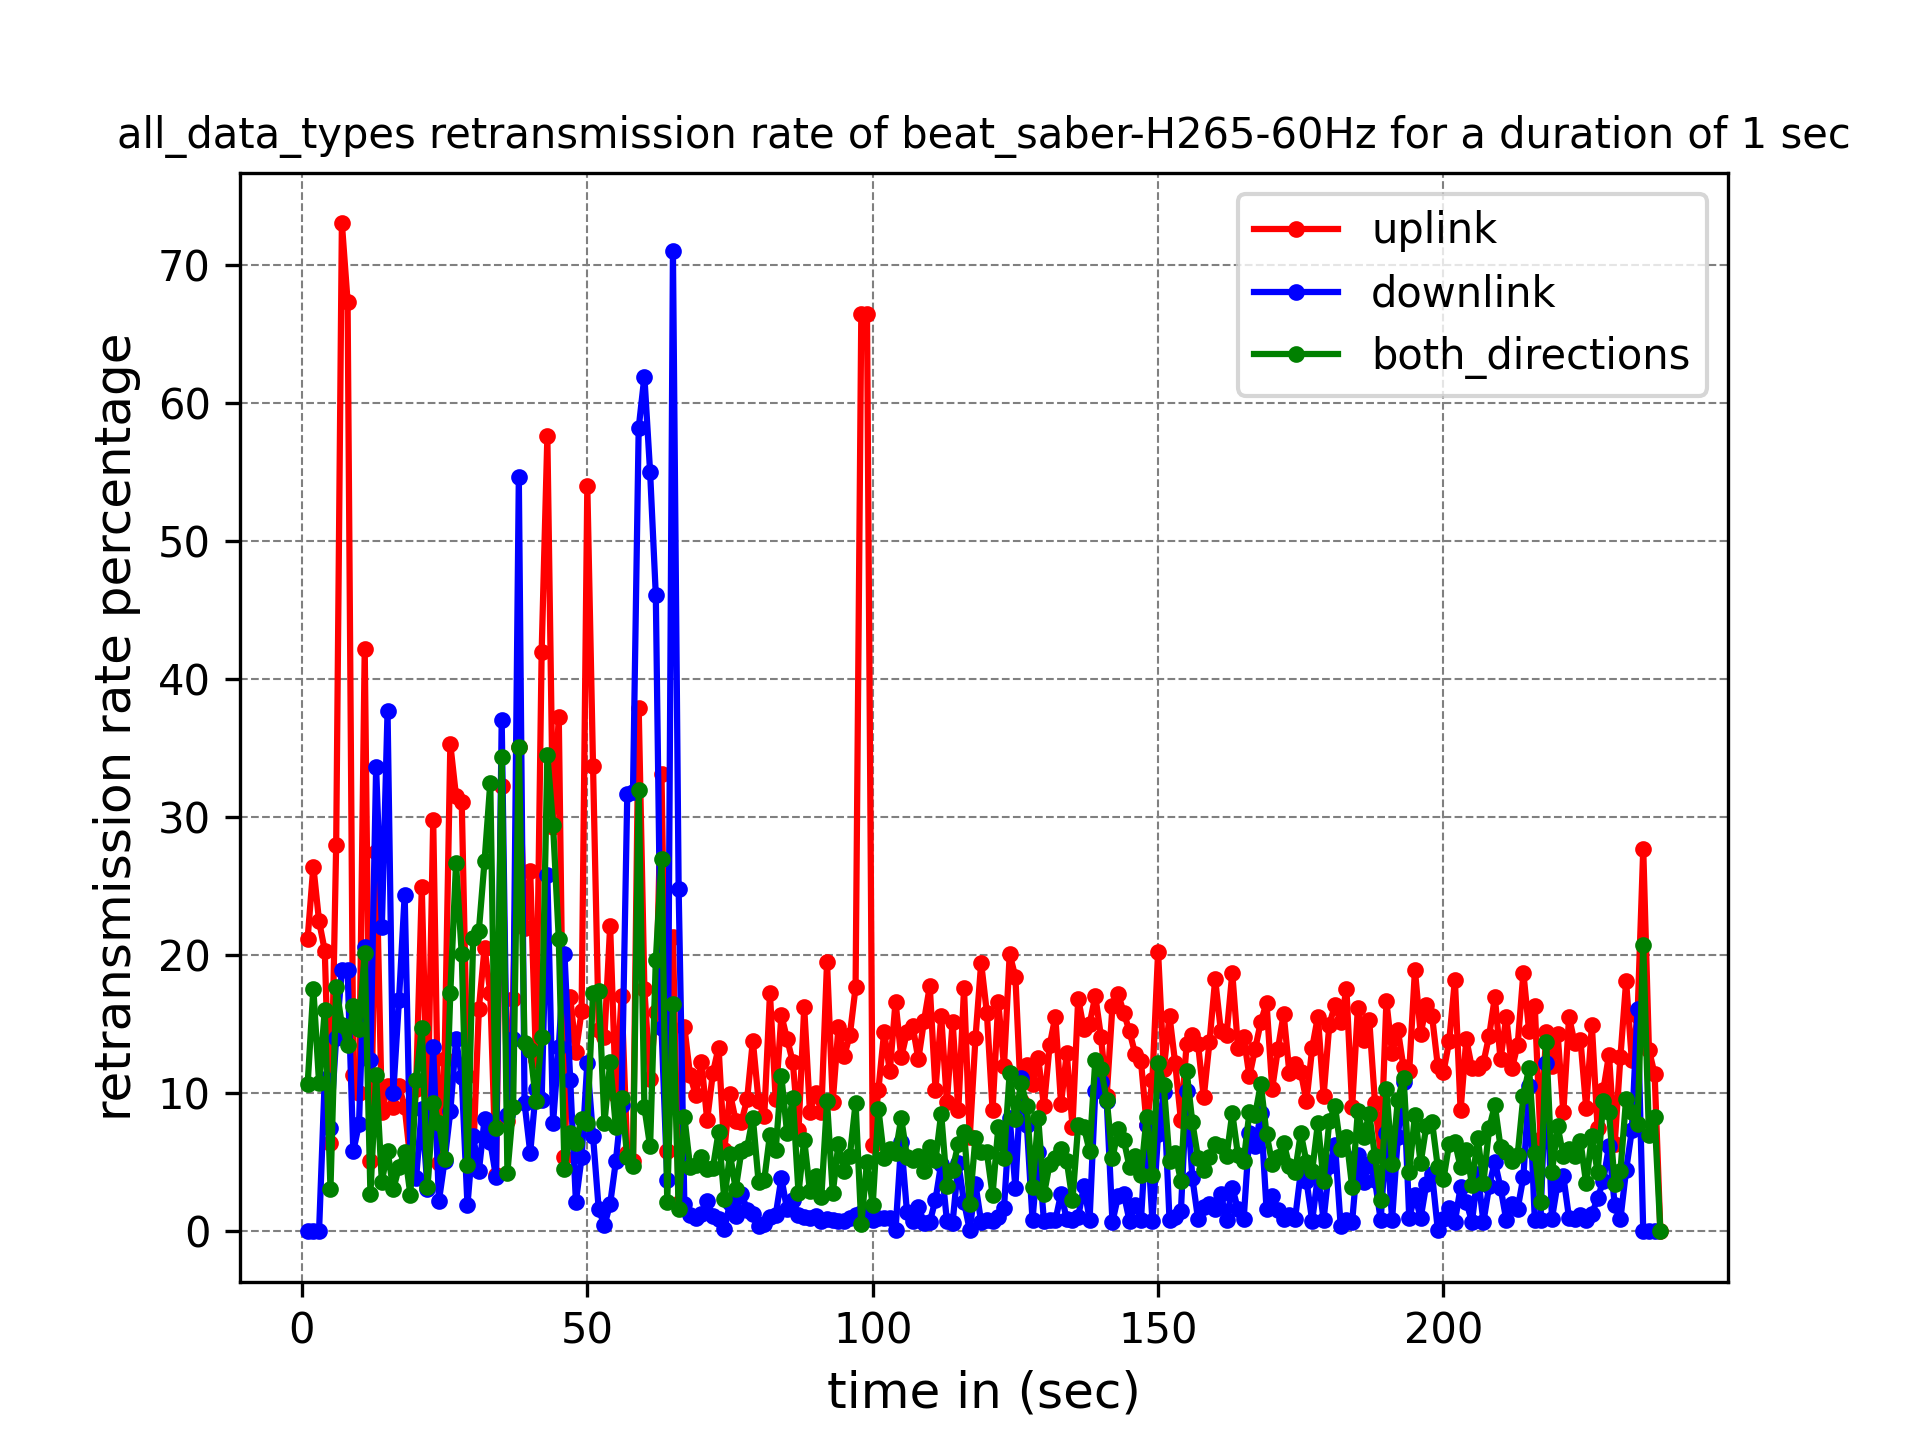 all_data_types retransmission rate of beat_saber-H265-60Hz for a duration of 1 sec
retransmission rate percentage
70
60
50
40
30
20
10
0
uplink
downlink
both_directions
0 50 100 150 200
time in (sec)